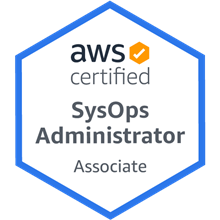 aws
certified
SysOps
Administrator
Associate